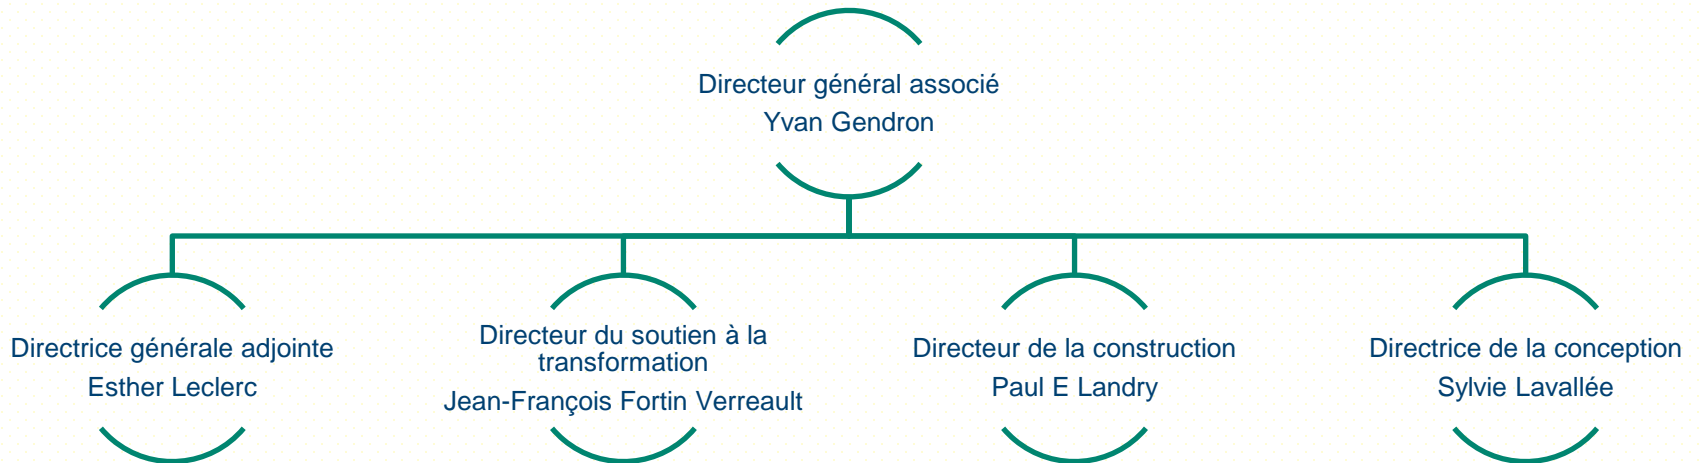 Directeur général associé
Yvan Gendron
Directrice générale adjointe
Esther Leclerc
Directeur du soutien à la
transformation
Jean-François Fortin Verreault
Directeur de la construction
Paul E Landry
Directrice de la conception
Sylvie Lavallée